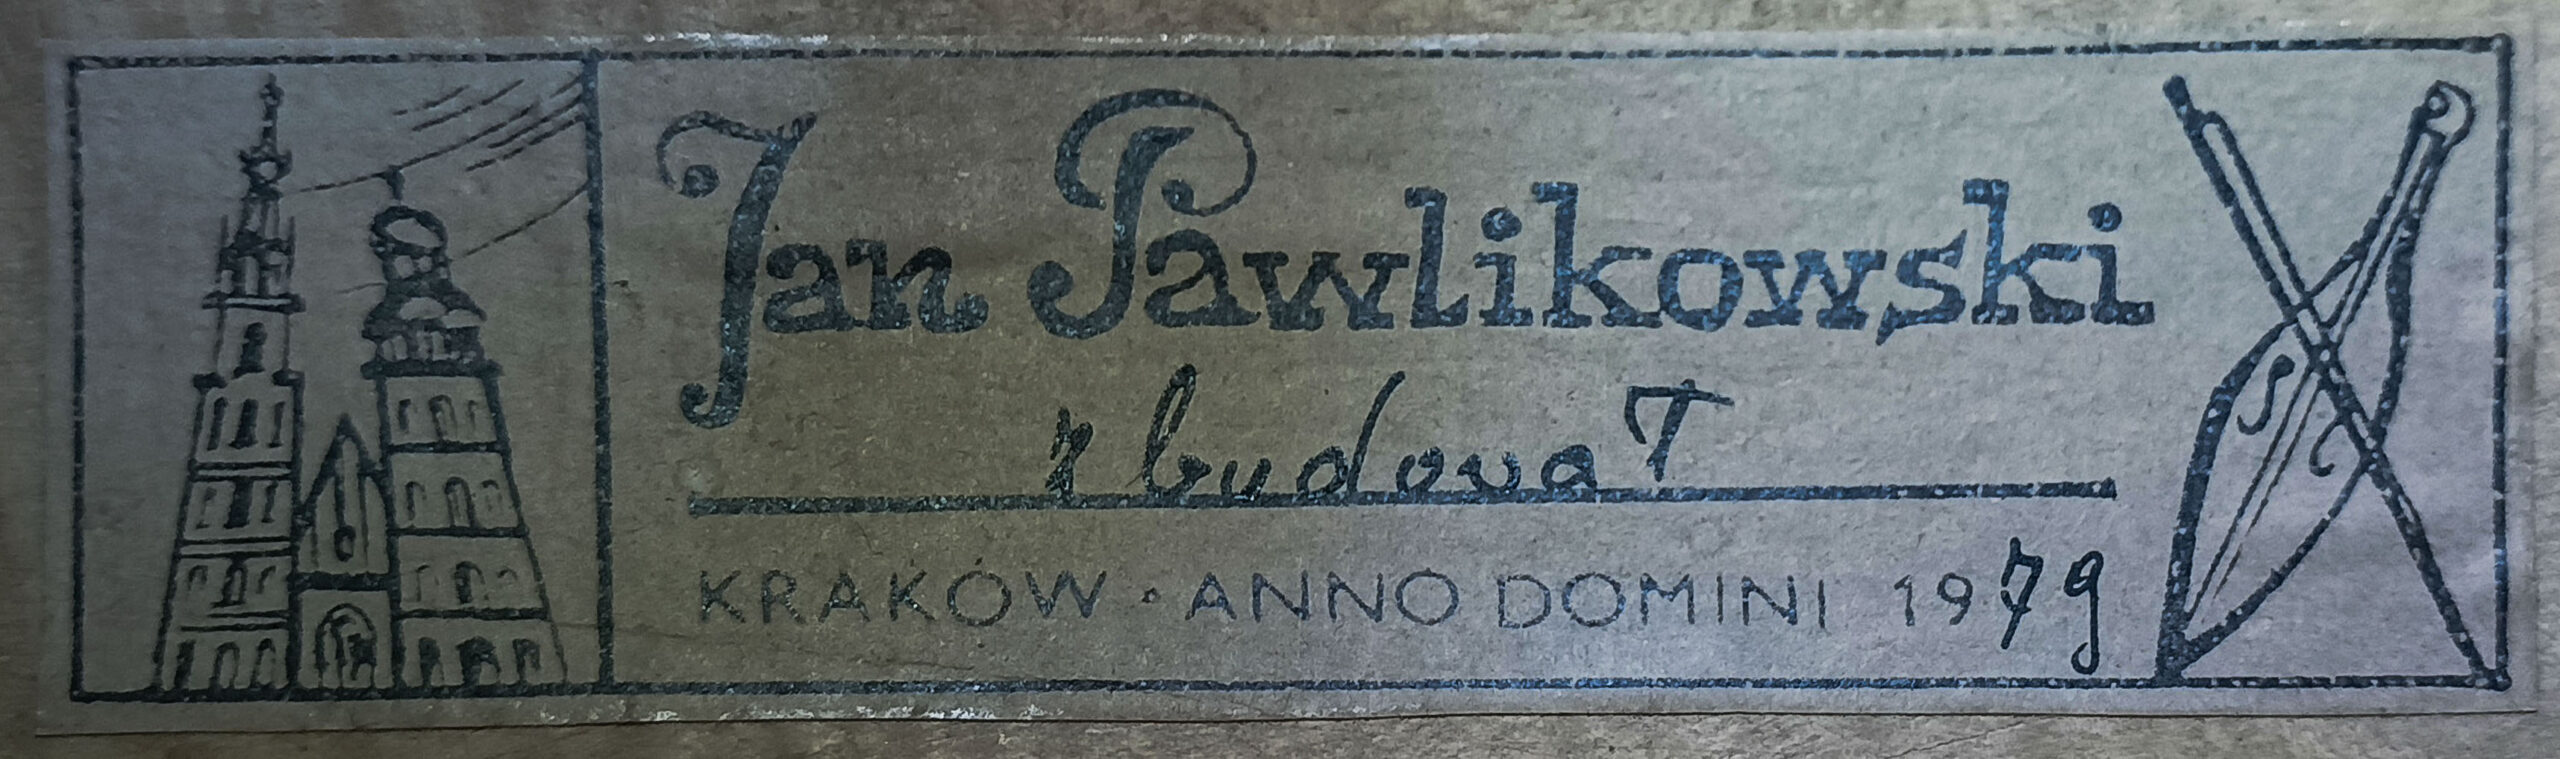 Jan Pawlikowski
zbudował
KRAKÓW · ANNO DOMINI 1979